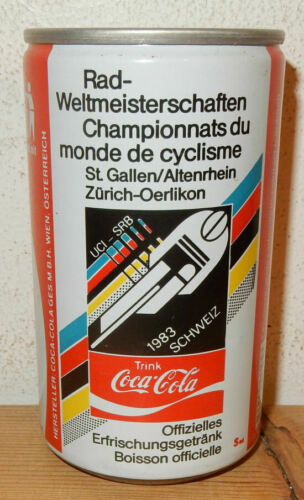 Rad-
Weltmeisterschaften
Championnats du
monde de cyclisme
St. Gallen/Altenrhein
Zürich-Oerlikon
UCI - SRB
1983
SCHWEIZ
Trink
Coca-Cola
Offizielles
Erfrischungsgetränk
Boisson officielle
HERSTELLER: COCA-COLA GES M.B.H. WIEN, ÖSTERREICH